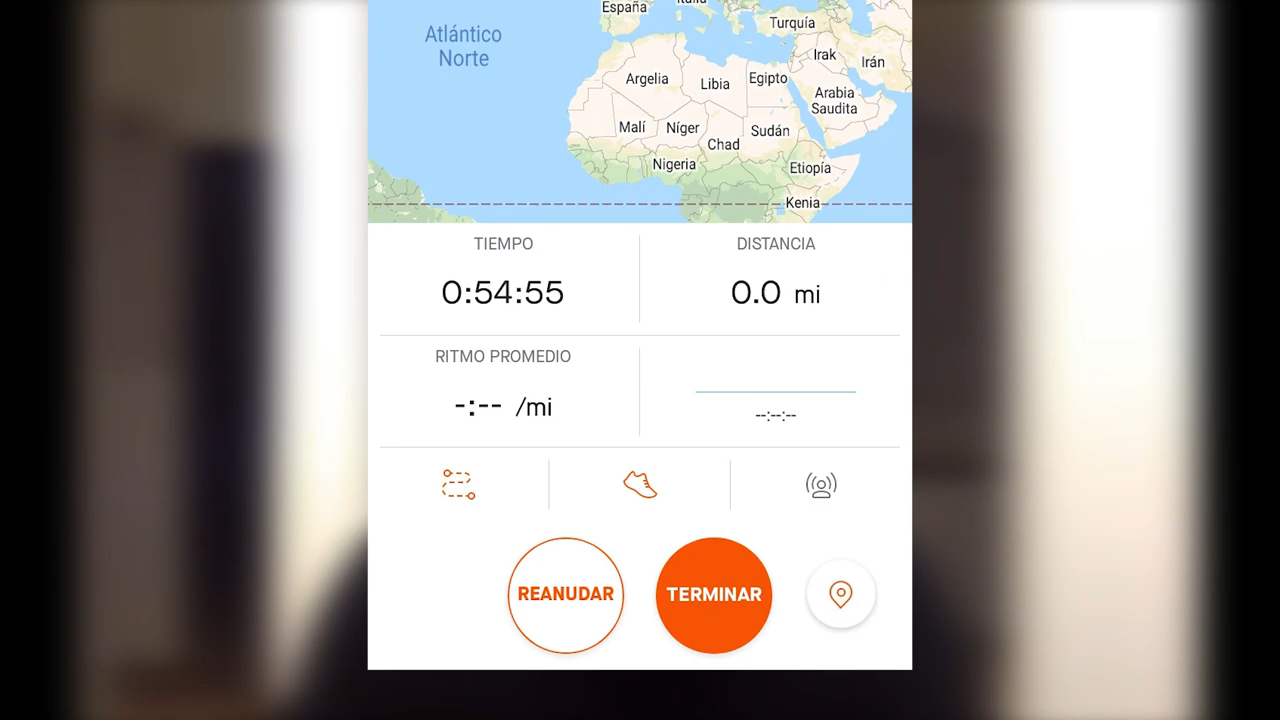 España
Italia
Atlántico
Norte
Turquía
Irak
Irán
Argelia
Libia
Egipto
Arabia
Saudita
Malí
Níger
Sudán
Chad
Nigeria
Etiopía
Kenia
TIEMPO
DISTANCIA
0:54:55
0.0 mi
RITMO PROMEDIO
-:-- /mi
--:--:--
REANUDAR
TERMINAR